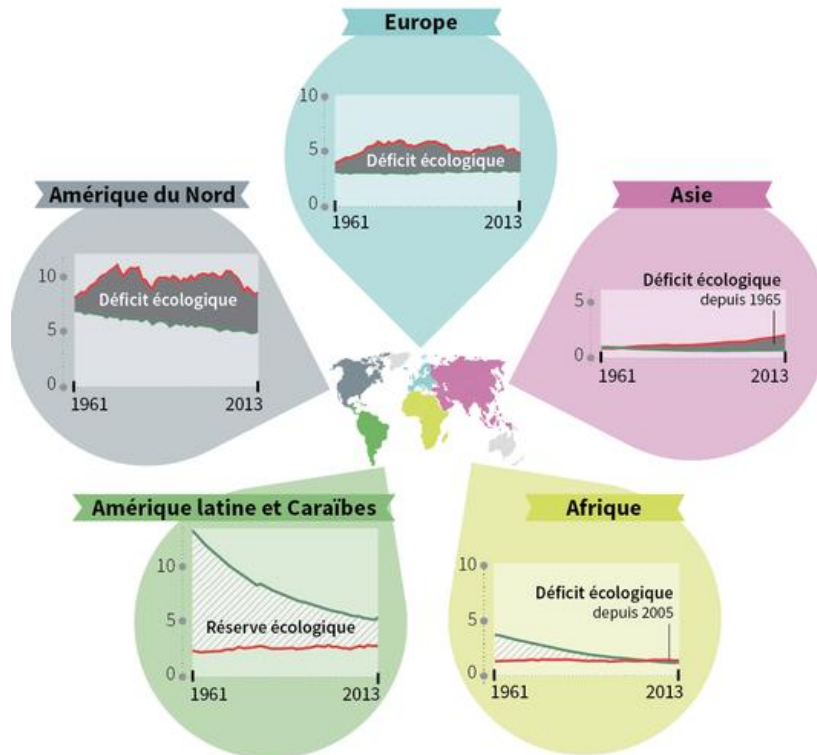 Europe
10
5
0
Déficit écologique
1961
2013
Amérique du Nord
10
5
0
Déficit écologique
1961
2013
Asie
5
0
Déficit écologique
depuis 1965
1961
2013
Amérique latine et Caraïbes
10
5
0
Réserve écologique
1961
2013
Afrique
10
5
0
Déficit écologique
depuis 2005
1961
2013